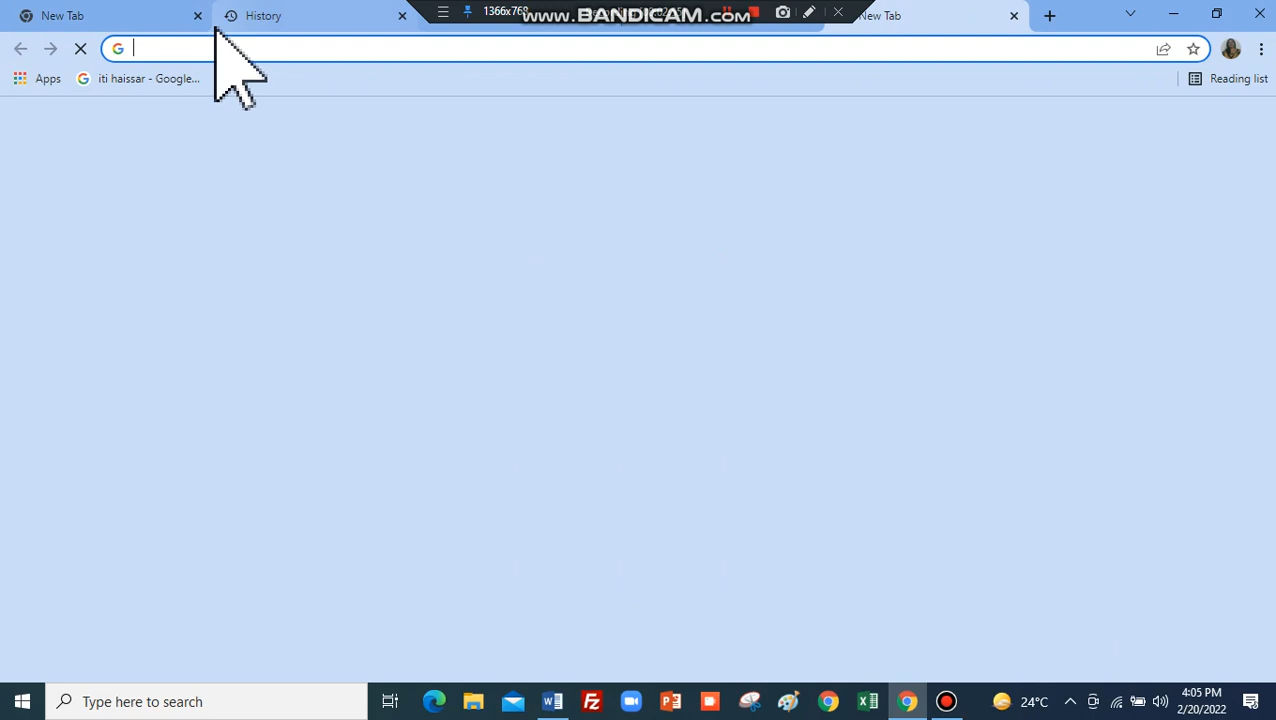 New Tab
History
1366x768
www.BANDICAM.com
New Tab
Apps
iti haissar - Google...
Reading list
Type here to search
24°C
4:05 PM
2/20/2022